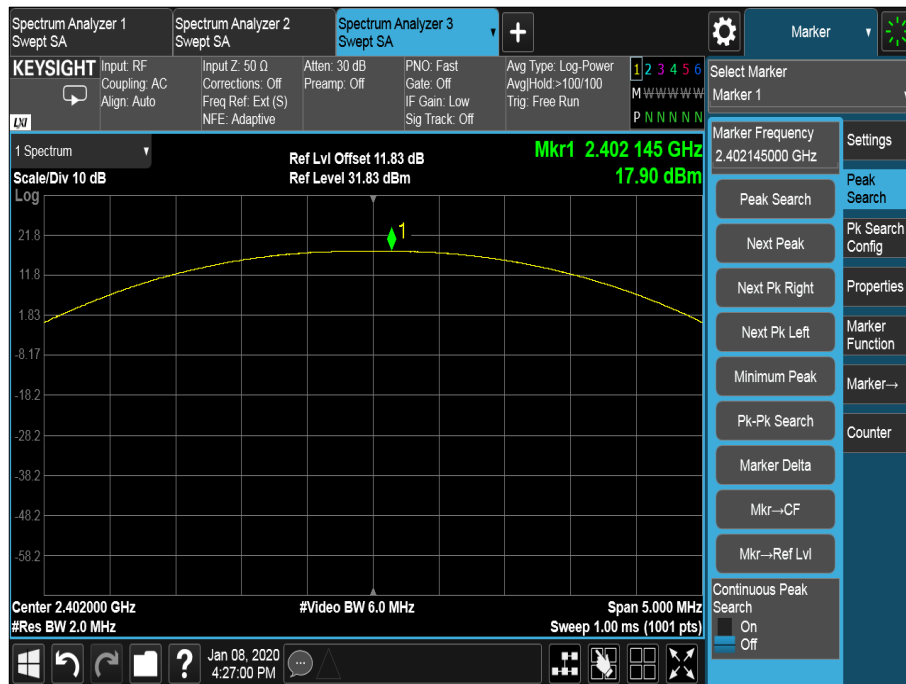 Spectrum Analyzer 1
Swept SA
Spectrum Analyzer 2
Swept SA
Spectrum Analyzer 3
Swept SA
Marker
KEYSIGHT
LXI
Input: RF
Coupling: AC
Align: Auto
Input Z: 50 Ω
Corrections: Off
Freq Ref: Ext (S)
NFE: Adaptive
Atten: 30 dB
Preamp: Off
PNO: Fast
Gate: Off
IF Gain: Low
Sig Track: Off
Avg Type: Log-Power
Avg|Hold:>100/100
Trig: Free Run
1 2 3 4 5 6
M W W W W W
P N N N N N
Select Marker
Marker 1
1 Spectrum
Scale/Div 10 dB
Log
Ref Lvl Offset 11.83 dB
Ref Level 31.83 dBm
Mkr1 2.402 145 GHz
17.90 dBm
1
21.8
11.8
1.83
-8.17
-18.2
-28.2
-38.2
-48.2
-58.2
Center 2.402000 GHz
#Res BW 2.0 MHz
#Video BW 6.0 MHz
Span 5.000 MHz
Sweep 1.00 ms (1001 pts)
Marker Frequency
2.402145000 GHz
Peak Search
Next Peak
Next Pk Right
Next Pk Left
Minimum Peak
Pk-Pk Search
Marker Delta
Mkr→CF
Mkr→Ref Lvl
Continuous Peak
Search
On
Off
Settings
Peak
Search
Pk Search
Config
Properties
Marker
Function
Marker→
Counter
?
Jan 08, 2020
4:27:00 PM